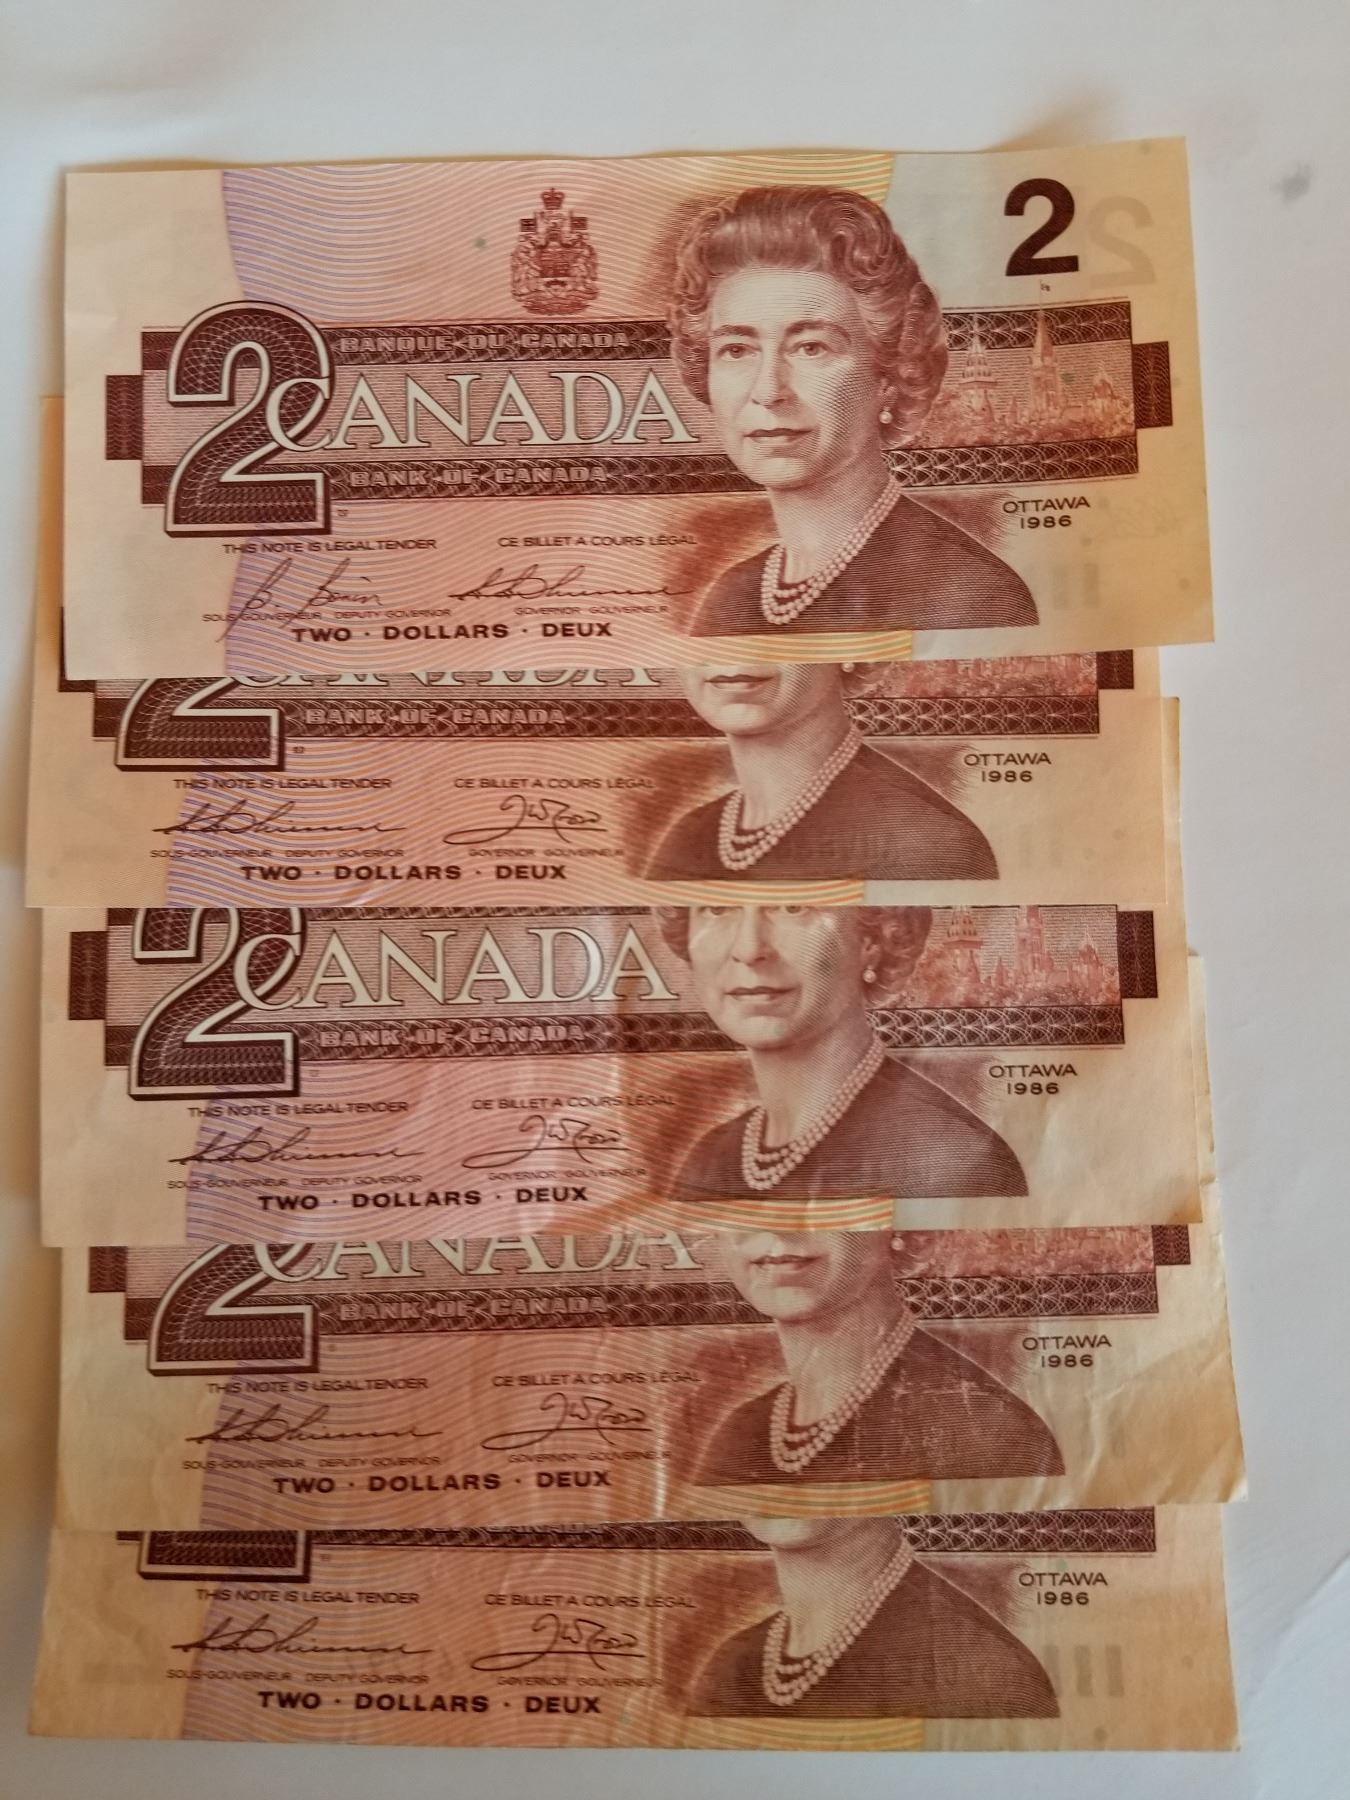 2
BANQUE DU CANADA
2 CANADA
BANK OF CANADA
OTTAWA
1986
THIS NOTE IS LEGAL TENDER CE BILLET A COURS LÉGAL
SOUS-GOUVERNEUR DEPUTY GOVERNOR GOVERNOR GOUVERNEUR
TWO · DOLLARS · DEUX
2 CANADA
BANK OF CANADA
OTTAWA
1986
THIS NOTE IS LEGAL TENDER CE BILLET A COURS LÉGAL
SOUS-GOUVERNEUR DEPUTY GOVERNOR GOVERNOR GOUVERNEUR
TWO · DOLLARS · DEUX
2 CANADA
BANK OF CANADA
OTTAWA
1986
THIS NOTE IS LEGAL TENDER CE BILLET A COURS LÉGAL
SOUS-GOUVERNEUR DEPUTY GOVERNOR GOVERNOR GOUVERNEUR
TWO · DOLLARS · DEUX
2 CANADA
BANK OF CANADA
OTTAWA
1986
THIS NOTE IS LEGAL TENDER CE BILLET A COURS LÉGAL
SOUS-GOUVERNEUR DEPUTY GOVERNOR GOVERNOR GOUVERNEUR
TWO · DOLLARS · DEUX
OTTAWA
1986
THIS NOTE IS LEGAL TENDER CE BILLET A COURS LÉGAL
SOUS-GOUVERNEUR DEPUTY GOVERNOR GOVERNOR GOUVERNEUR
TWO · DOLLARS · DEUX